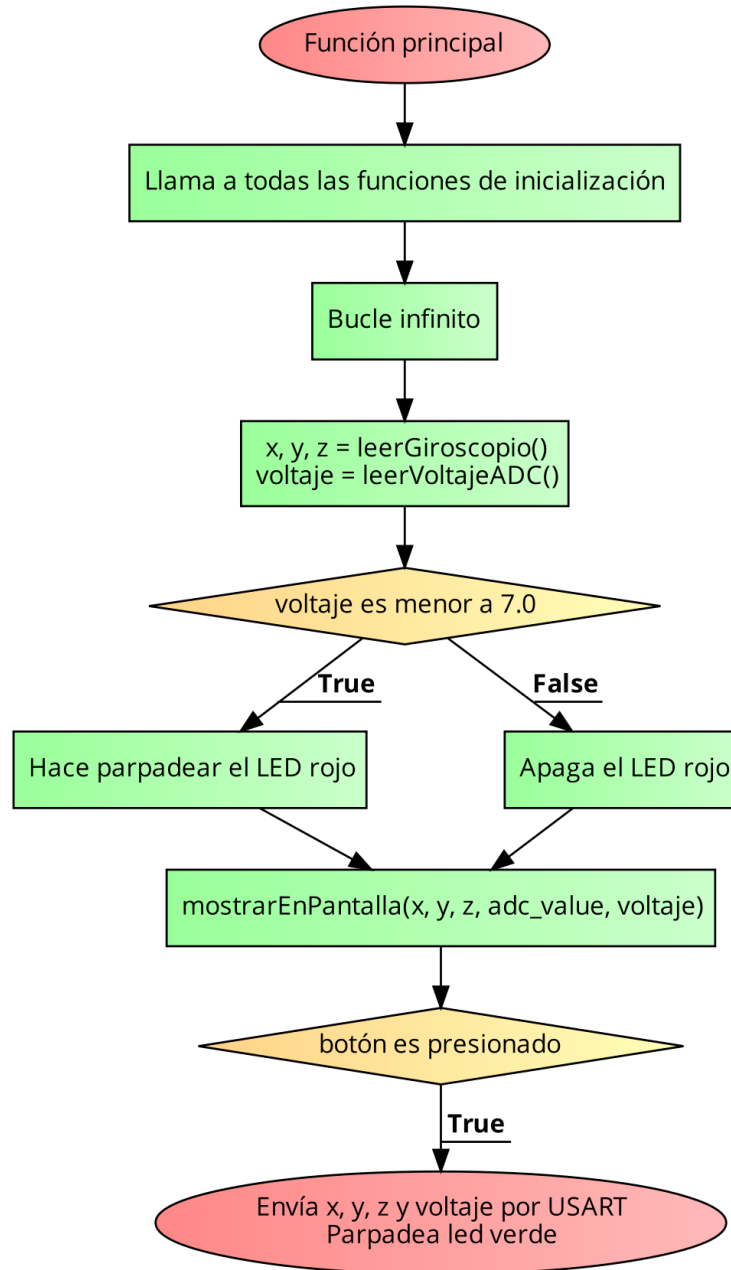 Función principal
Llama a todas las funciones de inicialización
Bucle infinito
x, y, z = leerGiroscopio()
voltaje = leerVoltajeADC()
voltaje es menor a 7.0
True
False
Hace parpadear el LED rojo
Apaga el LED rojo
mostrarEnPantalla(x, y, z, adc_value, voltaje)
botón es presionado
True
Envía x, y, z y voltaje por USART
Parpadea led verde